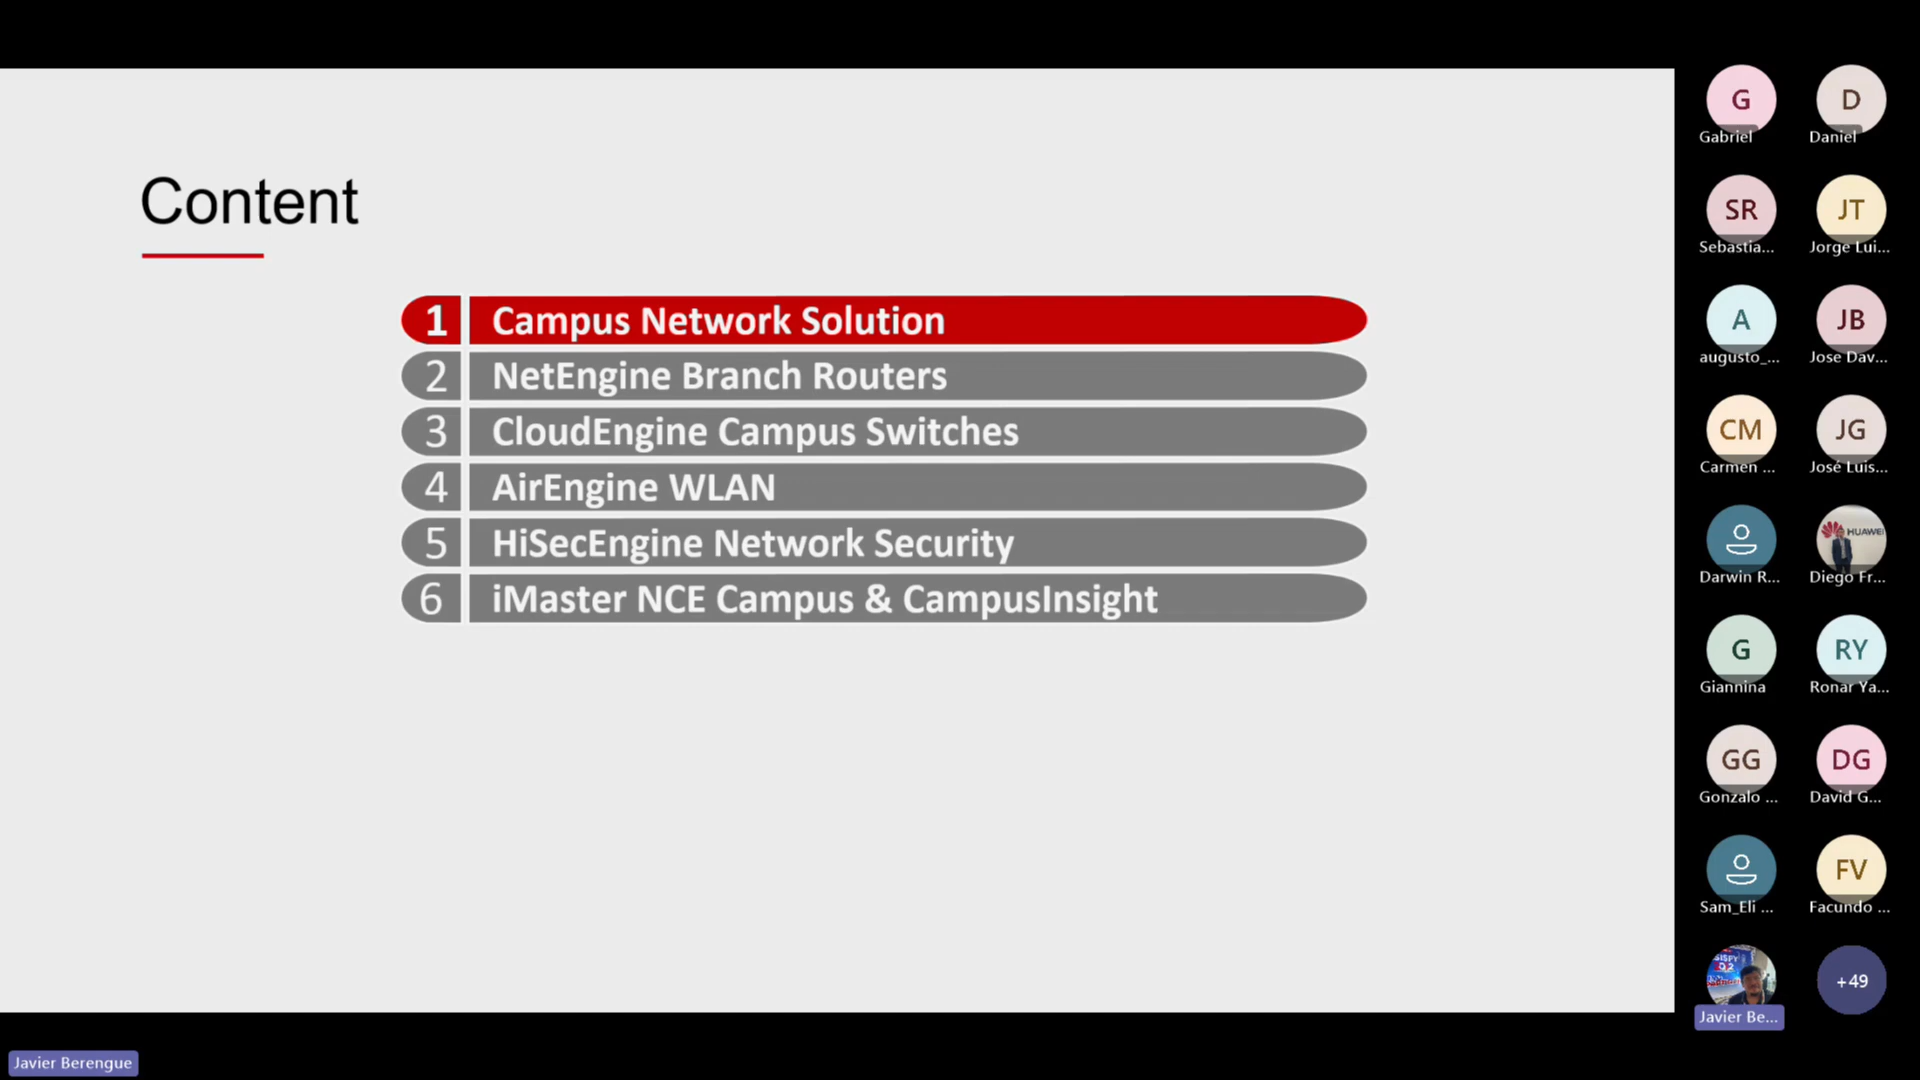 Content
1 Campus Network Solution
2 NetEngine Branch Routers
3 CloudEngine Campus Switches
4 AirEngine WLAN
5 HiSecEngine Network Security
6 iMaster NCE Campus & CampusInsight
G D
Gabriel Daniel
SR JT
Sebastia... Jorge Lui...
A JB
augusto_... Jose Dav...
CM JG
Carmen ... José Luis...
HUAWEI
Darwin R... Diego Fr...
G RY
Giannina Ronar Ya...
GG DG
Gonzalo ... David G...
FV
Sam_Eli ... Facundo ...
+49
Javier Be...
Javier Berengue